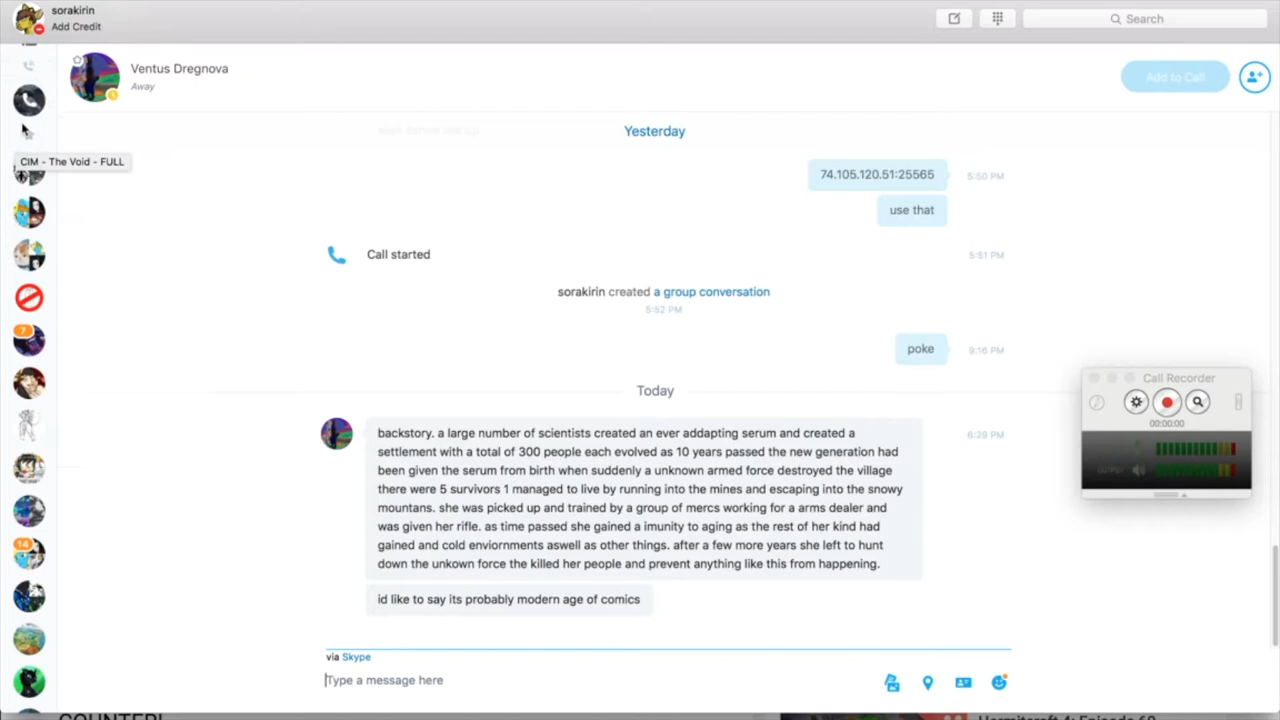 sorakirin
Add Credit
Search
Ventus Dregnova
Away
Add to Call
Yesterday
CIM - The Void - FULL
74.105.120.51:25565
5:50 PM
use that
Call started
5:51 PM
sorakirin created a group conversation
5:52 PM
poke
9:16 PM
Today
Call Recorder
00:00:00
backstory. a large number of scientists created an ever addapting serum and created a
6:29 PM
settlement with a total of 300 people each evolved as 10 years passed the new generation had
been given the serum from birth when suddenly a unknown armed force destroyed the village
there were 5 survivors 1 managed to live by running into the mines and escaping into the snowy
mountans. she was picked up and trained by a group of mercs working for a arms dealer and
was given her rifle. as time passed she gained a imunity to aging as the rest of her kind had
gained and cold enviornments aswell as other things. after a few more years she left to hunt
down the unkown force the killed her people and prevent anything like this from happening.
id like to say its probably modern age of comics
7
14
via Skype
Type a message here
COUNTER!
Hermitcraft 4: Episode 60